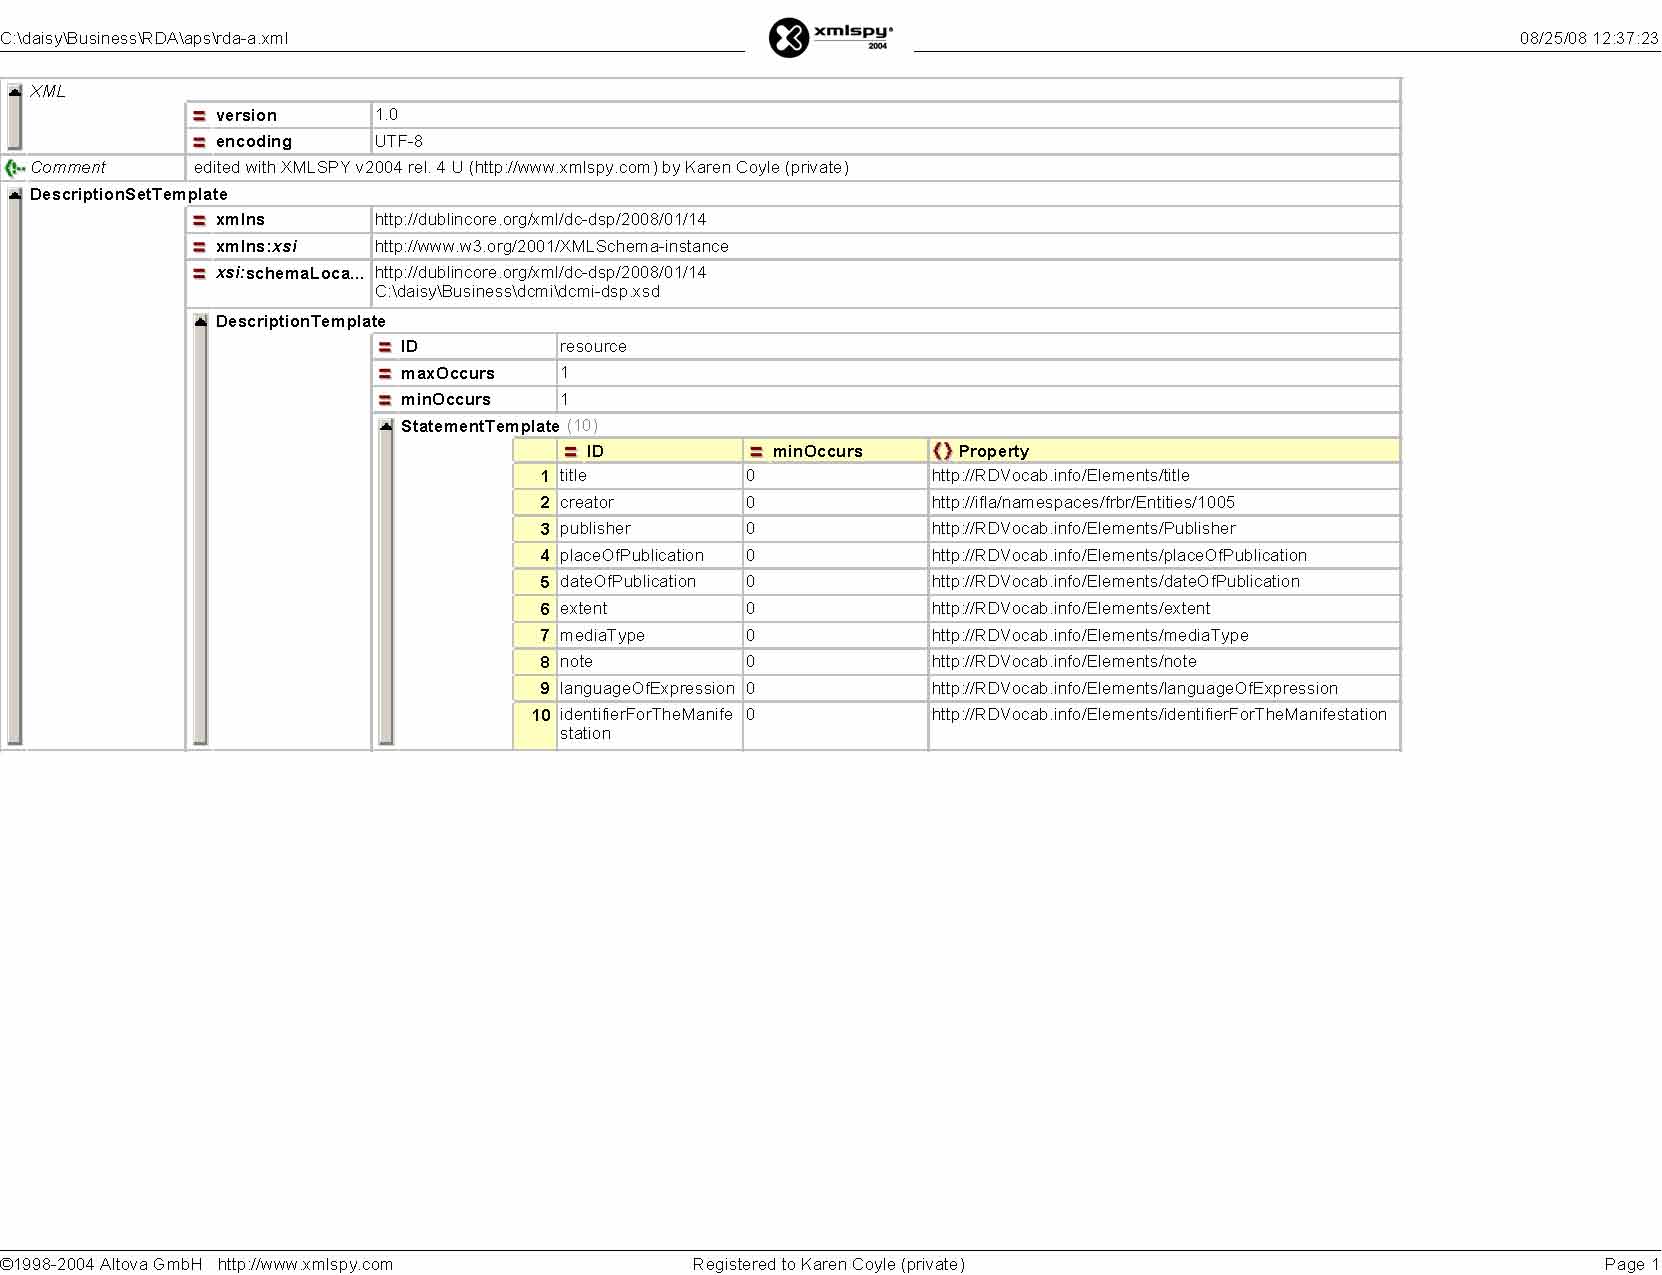 C:\daisy\Business\RDA\aps\rda-a.xml xmlspy 2004 08/25/08 12:37:23
XML
version 1.0
encoding UTF-8
Comment edited with XMLSPY v2004 rel. 4 U (http://www.xmlspy.com) by Karen Coyle (private)
DescriptionSetTemplate
xmlns http://dublincore.org/xml/dc-dsp/2008/01/14
xmlns:xsi http://www.w3.org/2001/XMLSchema-instance
xsi:schemaLoca... http://dublincore.org/xml/dc-dsp/2008/01/14
C:\daisy\Business\dcmi\dcmi-dsp.xsd
DescriptionTemplate
ID resource
maxOccurs 1
minOccurs 1
StatementTemplate (10)
ID minOccurs Property
1 title 0 http://RDVocab.info/Elements/title
2 creator 0 http://ifla/namespaces/frbr/Entities/1005
3 publisher 0 http://RDVocab.info/Elements/Publisher
4 placeOfPublication 0 http://RDVocab.info/Elements/placeOfPublication
5 dateOfPublication 0 http://RDVocab.info/Elements/dateOfPublication
6 extent 0 http://RDVocab.info/Elements/extent
7 mediaType 0 http://RDVocab.info/Elements/mediaType
8 note 0 http://RDVocab.info/Elements/note
9 languageOfExpression 0 http://RDVocab.info/Elements/languageOfExpression
10 identifierForTheManife 0 http://RDVocab.info/Elements/identifierForTheManifestation
station
©1998-2004 Altova GmbH http://www.xmlspy.com Registered to Karen Coyle (private) Page 1